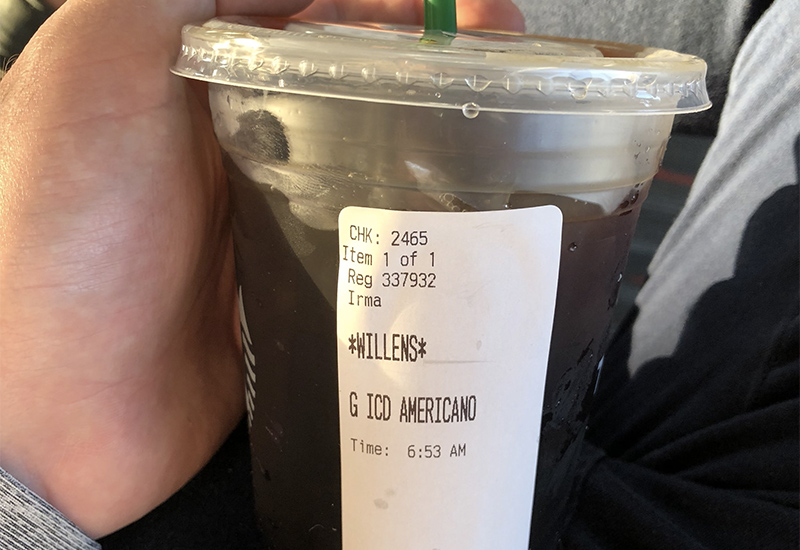 CHK: 2465
Item 1 of 1
Reg 337932
Irma
*WILLENS*
G ICD AMERICANO
Time: 6:53 AM